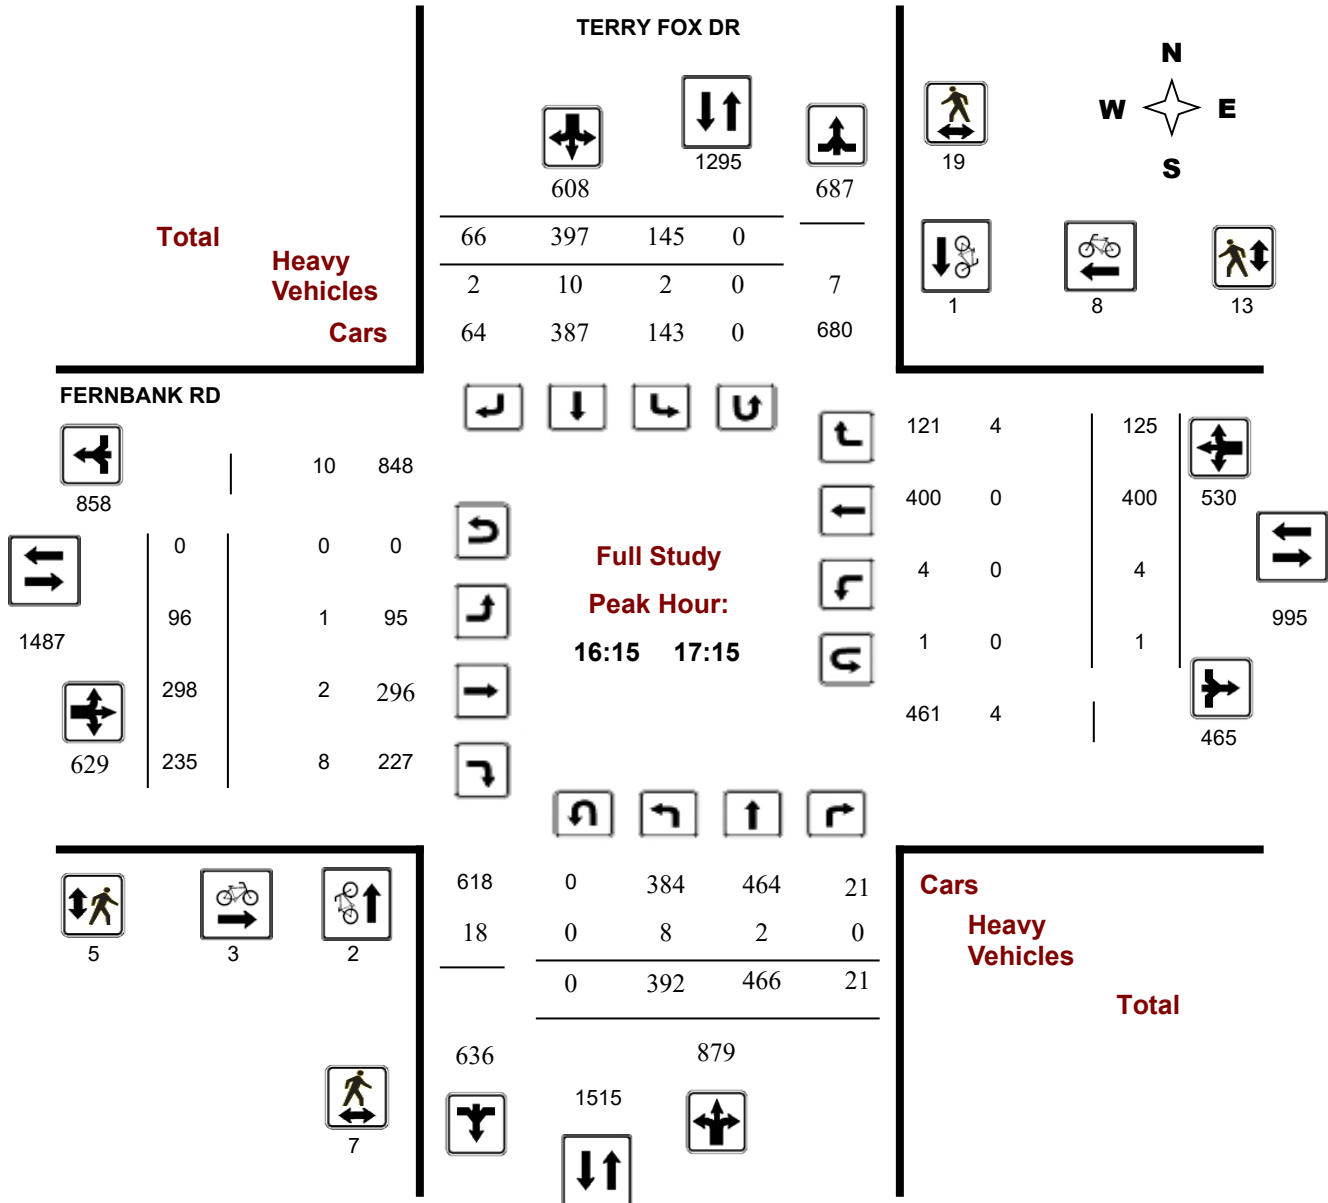 TERRY FOX DR
N
W E
S
1295
19
608
687
Total
66 397 145 0
Heavy
Vehicles
2 10 2 0 7
1 8 13
Cars
64 387 143 0 680
FERNBANK RD
10 848
858
121 4 125
400 0 400 530
0 0 0
Full Study
4 0 4
96 1 95
Peak Hour:
995
1487
16:15 17:15
1 0 1
298 2 296
461 4
465
629 235 8 227
618 0 384 464 21
Cars
18 0 8 2 0
Heavy
Vehicles
5 3 2
0 392 466 21
Total
636 879
1515
7